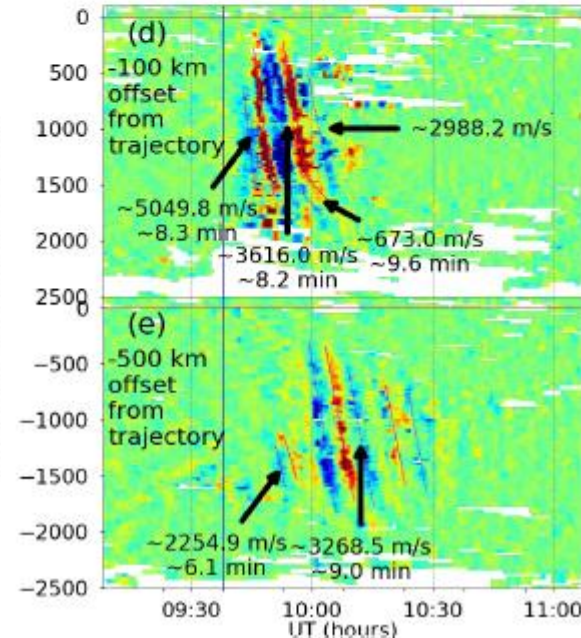 0
(d)
-100 km
offset
from
trajectory
500
1000
1500
2000
2500
~2988.2 m/s
~5049.8 m/s
~8.3 min
~3616.0 m/s
~8.2 min
~673.0 m/s
~9.6 min
0
(e)
-500 km
offset
from
trajectory
−500
−1000
−1500
−2000
−2500
~2254.9 m/s
~6.1 min
~3268.5 m/s
~9.0 min
09:30 10:00 10:30 11:00
UT (hours)